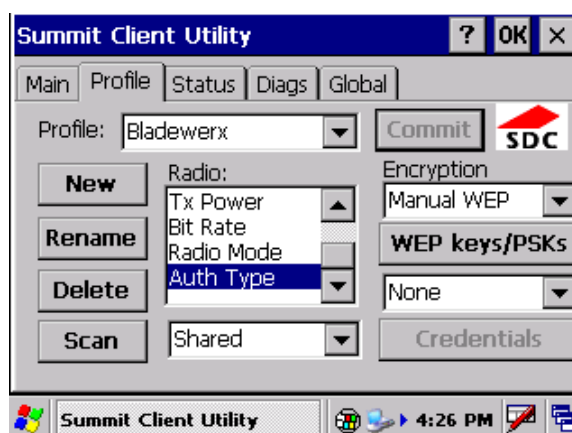 Summit Client Utility ? OK ×
Main Profile Status Diags Global
Profile: Bladewerx Commit SDC
New Radio: Encryption
Tx Power Manual WEP
Bit Rate
Rename Radio Mode WEP keys/PSKs
Auth Type
Delete None
Scan Shared Credentials
Summit Client Utility 4:26 PM